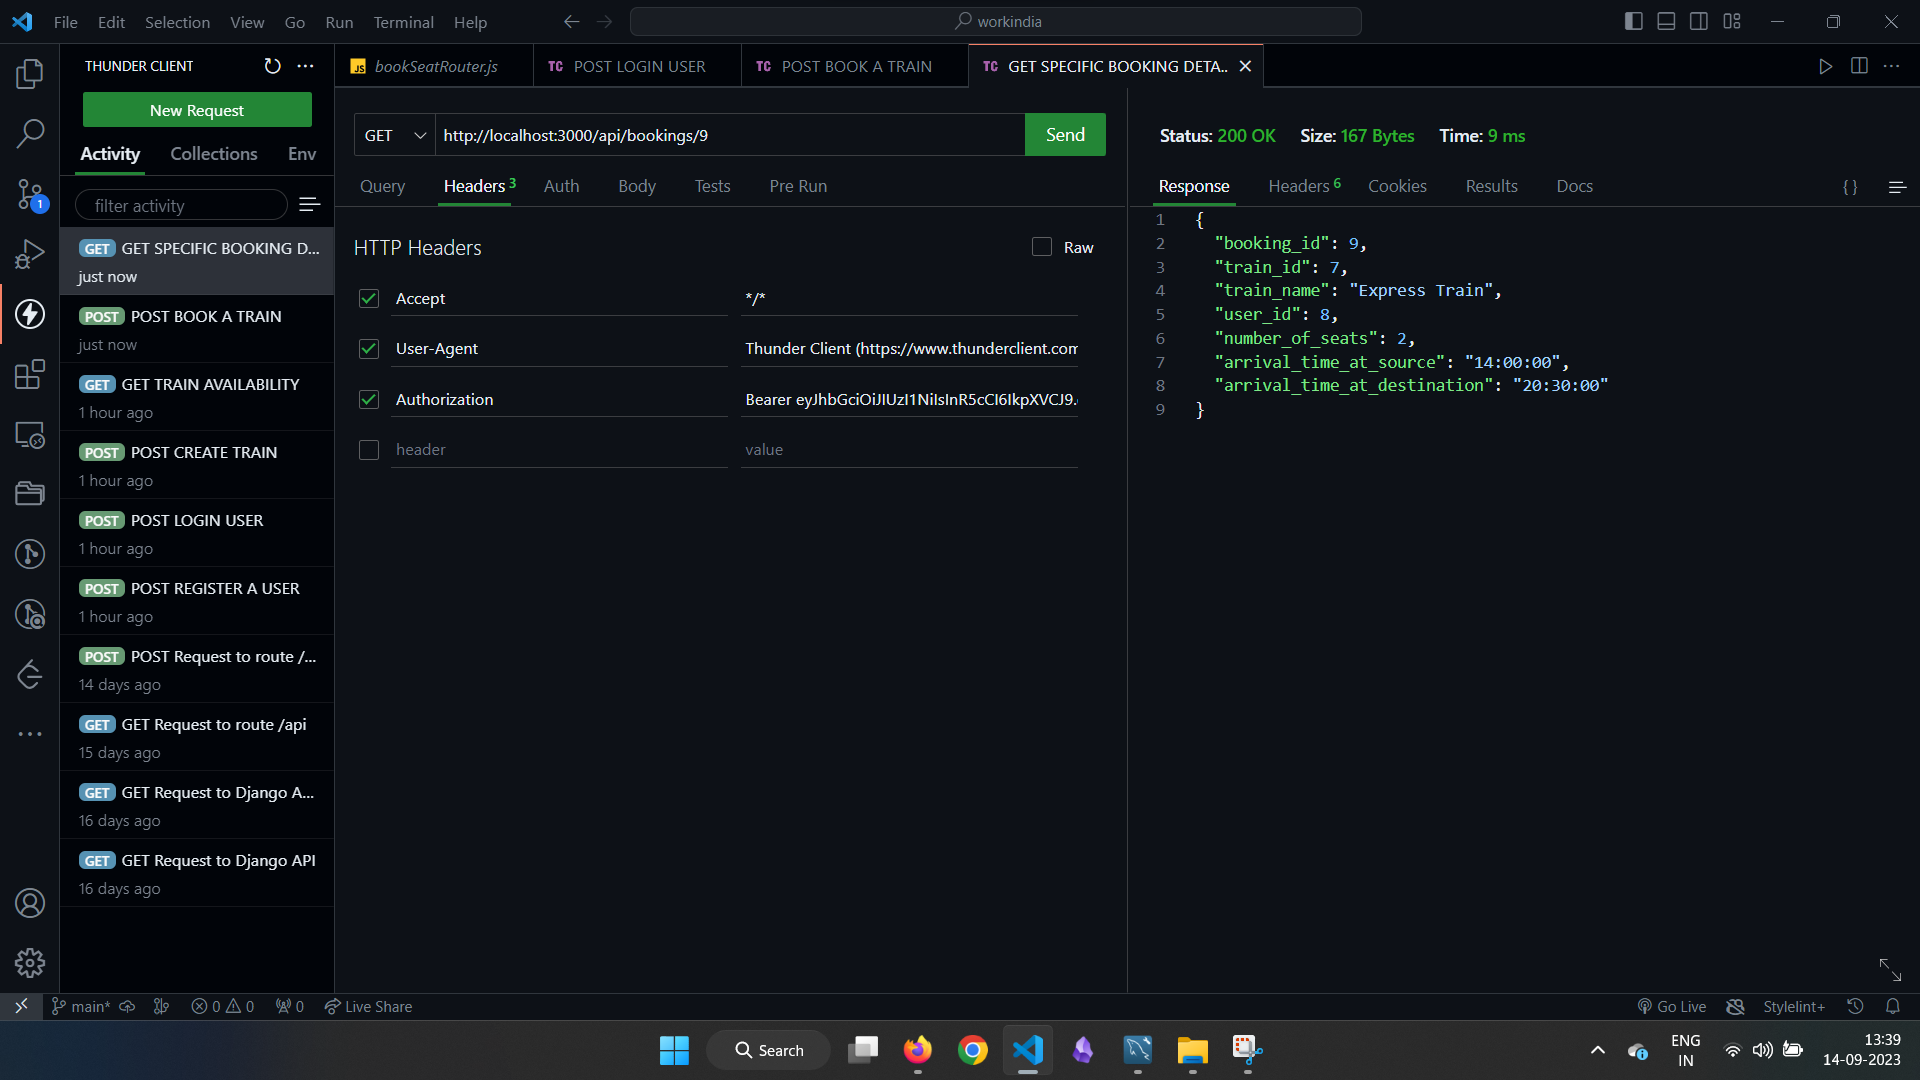 File Edit Selection View Go Run Terminal Help
workindia
THUNDER CLIENT
New Request
Activity Collections Env
filter activity
GET GET SPECIFIC BOOKING D...
just now
POST POST BOOK A TRAIN
just now
GET GET TRAIN AVAILABILITY
1 hour ago
POST POST CREATE TRAIN
1 hour ago
POST POST LOGIN USER
1 hour ago
POST POST REGISTER A USER
1 hour ago
POST POST Request to route /...
14 days ago
GET GET Request to route /api
15 days ago
GET GET Request to Django A...
16 days ago
GET GET Request to Django API
16 days ago
JS bookSeatRouter.js
TC POST LOGIN USER
TC POST BOOK A TRAIN
TC GET SPECIFIC BOOKING DETA..
GET http://localhost:3000/api/bookings/9 Send
Query Headers 3 Auth Body Tests Pre Run
HTTP Headers Raw
Accept */*
User-Agent Thunder Client (https://www.thunderclient.com
Authorization Bearer eyJhbGciOiJIUzI1NiIsInR5cCI6IkpXVCJ9.
header value
Status: 200 OK Size: 167 Bytes Time: 9 ms
Response Headers 6 Cookies Results Docs
{ }
1 {
2 "booking_id": 9,
3 "train_id": 7,
4 "train_name": "Express Train",
5 "user_id": 8,
6 "number_of_seats": 2,
7 "arrival_time_at_source": "14:00:00",
8 "arrival_time_at_destination": "20:30:00"
9 }
1
main* 0 0 0 Live Share
Go Live Stylelint+
Search
ENG
IN
13:39
14-09-2023